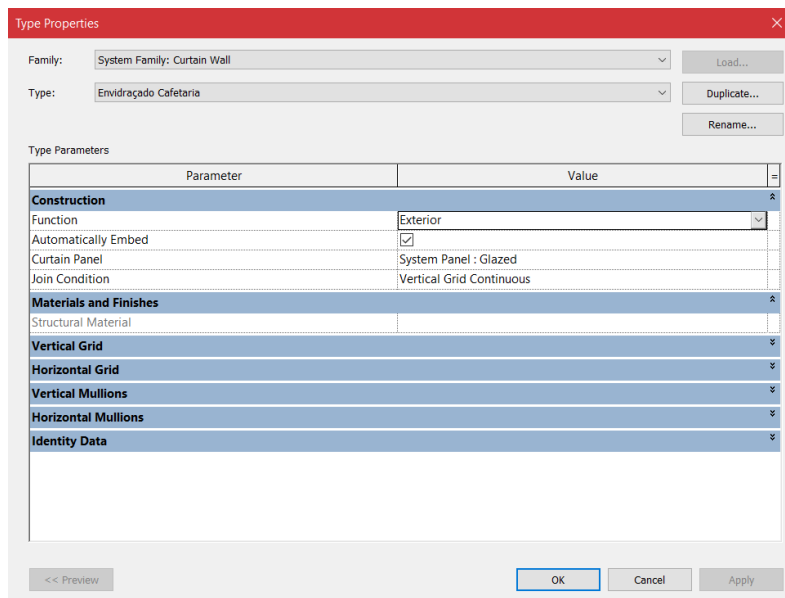 Type Properties
Family: System Family: Curtain Wall Load...
Type: Envidraçado Cafetaria Duplicate...
Rename...
Type Parameters
Parameter Value =
Construction
Function Exterior
Automatically Embed
Curtain Panel System Panel : Glazed
Join Condition Vertical Grid Continuous
Materials and Finishes
Structural Material
Vertical Grid
Horizontal Grid
Vertical Mullions
Horizontal Mullions
Identity Data
<< Preview OK Cancel Apply